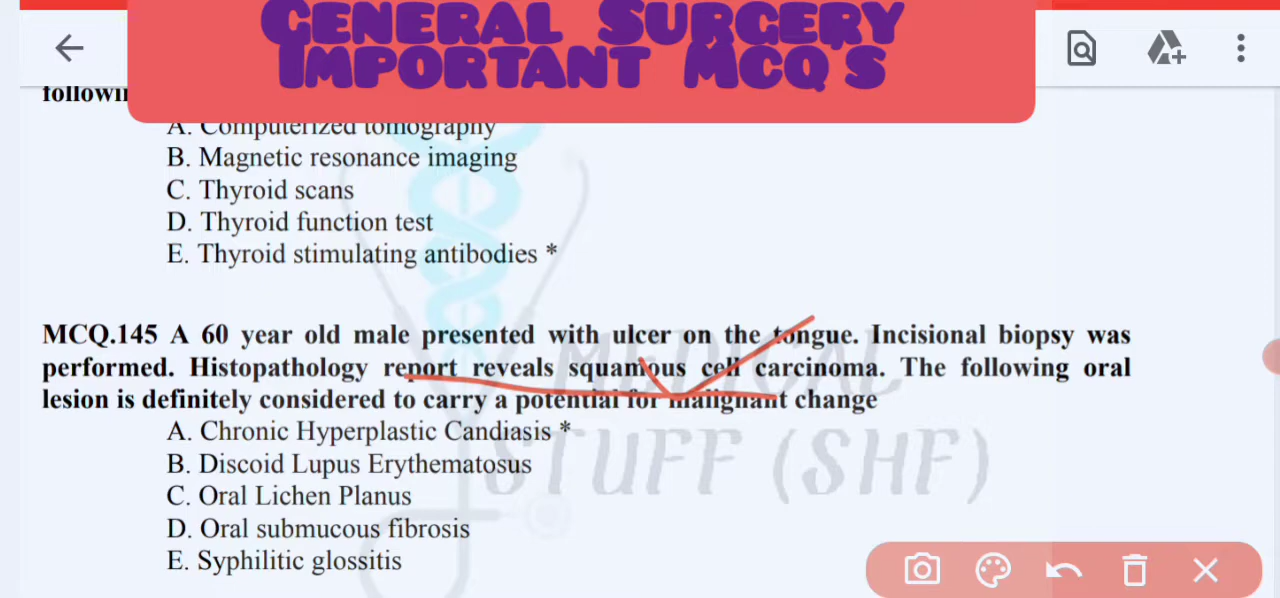 GENERAL SURGERY
IMPORTANT MCQ'S
A. Computerized tomography
B. Magnetic resonance imaging
C. Thyroid scans
D. Thyroid function test
E. Thyroid stimulating antibodies *
MCQ.145 A 60 year old male presented with ulcer on the tongue. Incisional biopsy was
performed. Histopathology report reveals squamous cell carcinoma. The following oral
lesion is definitely considered to carry a potential for malignant change
A. Chronic Hyperplastic Candiasis *
B. Discoid Lupus Erythematosus
C. Oral Lichen Planus
D. Oral submucous fibrosis
E. Syphilitic glossitis
MEDICAL
STUFF (SHF)